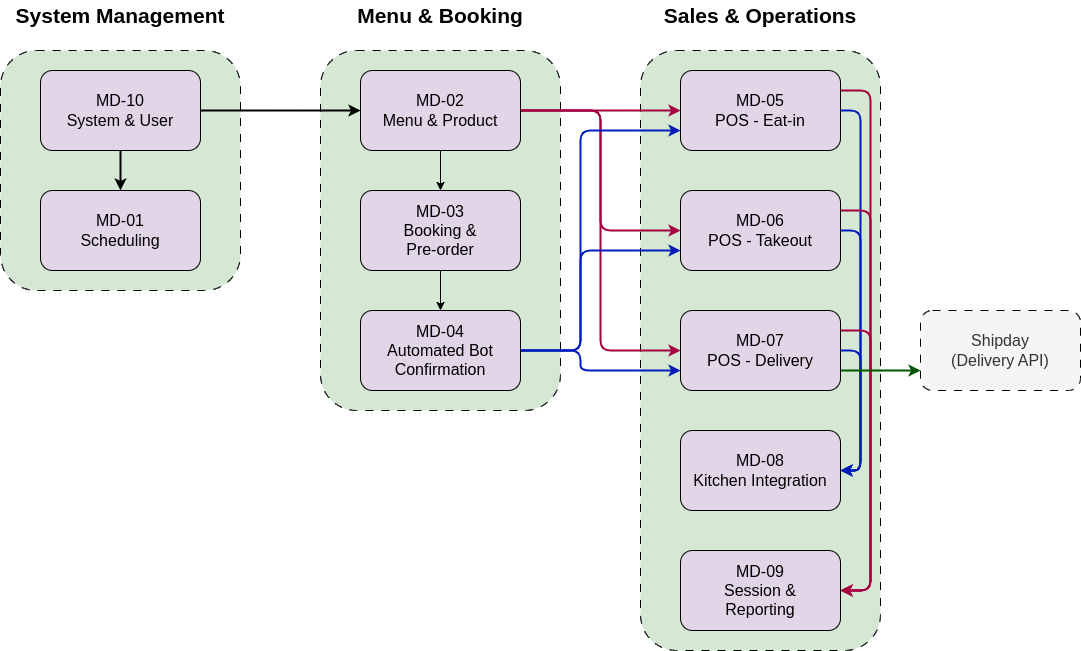 System Management
MD-10
System & User
MD-01
Scheduling
Menu & Booking
MD-02
Menu & Product
MD-03
Booking &
Pre-order
MD-04
Automated Bot
Confirmation
Sales & Operations
MD-05
POS - Eat-in
MD-06
POS - Takeout
MD-07
POS - Delivery
MD-08
Kitchen Integration
MD-09
Session &
Reporting
Shipday
(Delivery API)